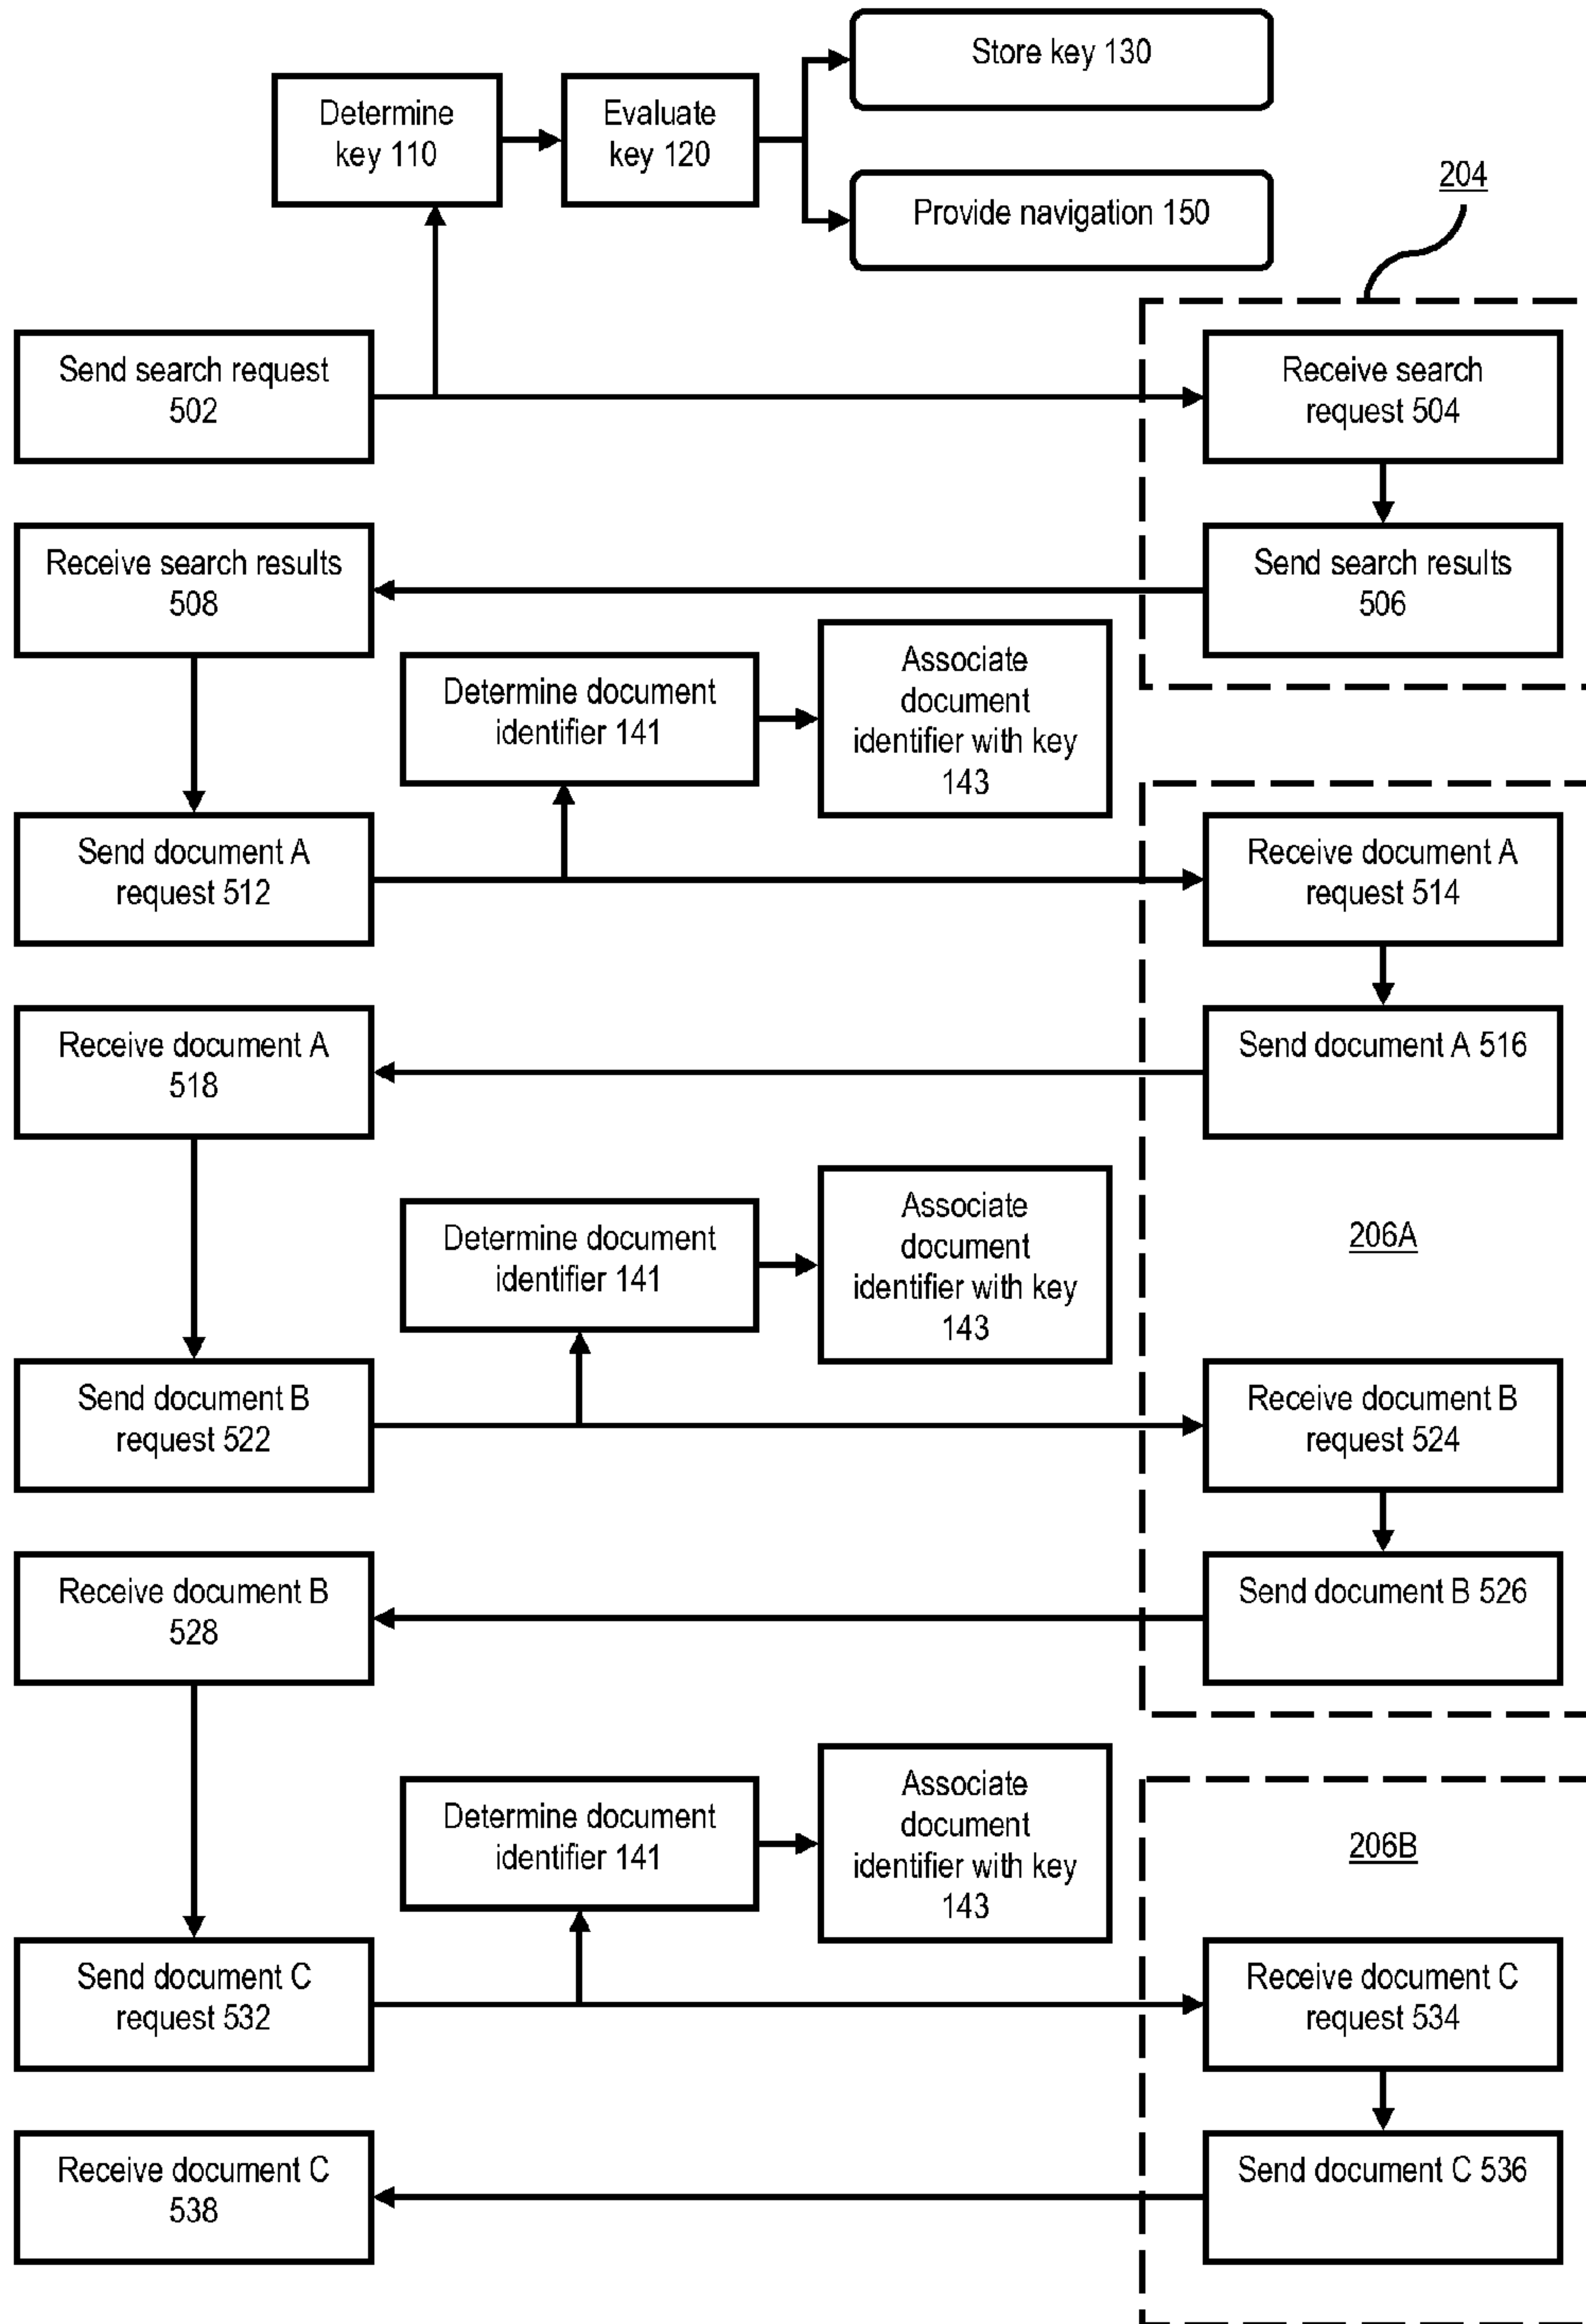 Store key 130
Determine
key 110
Evaluate
key 120
Provide navigation 150
204
Send search request
502
Receive search
request 504
Receive search results
508
Send search results
506
Determine document
identifier 141
Associate
document
identifier with key
143
Send document A
request 512
Receive document A
request 514
Receive document A
518
Send document A 516
Determine document
identifier 141
Associate
document
identifier with key
143
206A
Send document B
request 522
Receive document B
request 524
Receive document B
528
Send document B 526
Determine document
identifier 141
Associate
document
identifier with key
143
206B
Send document C
request 532
Receive document C
request 534
Receive document C
538
Send document C 536